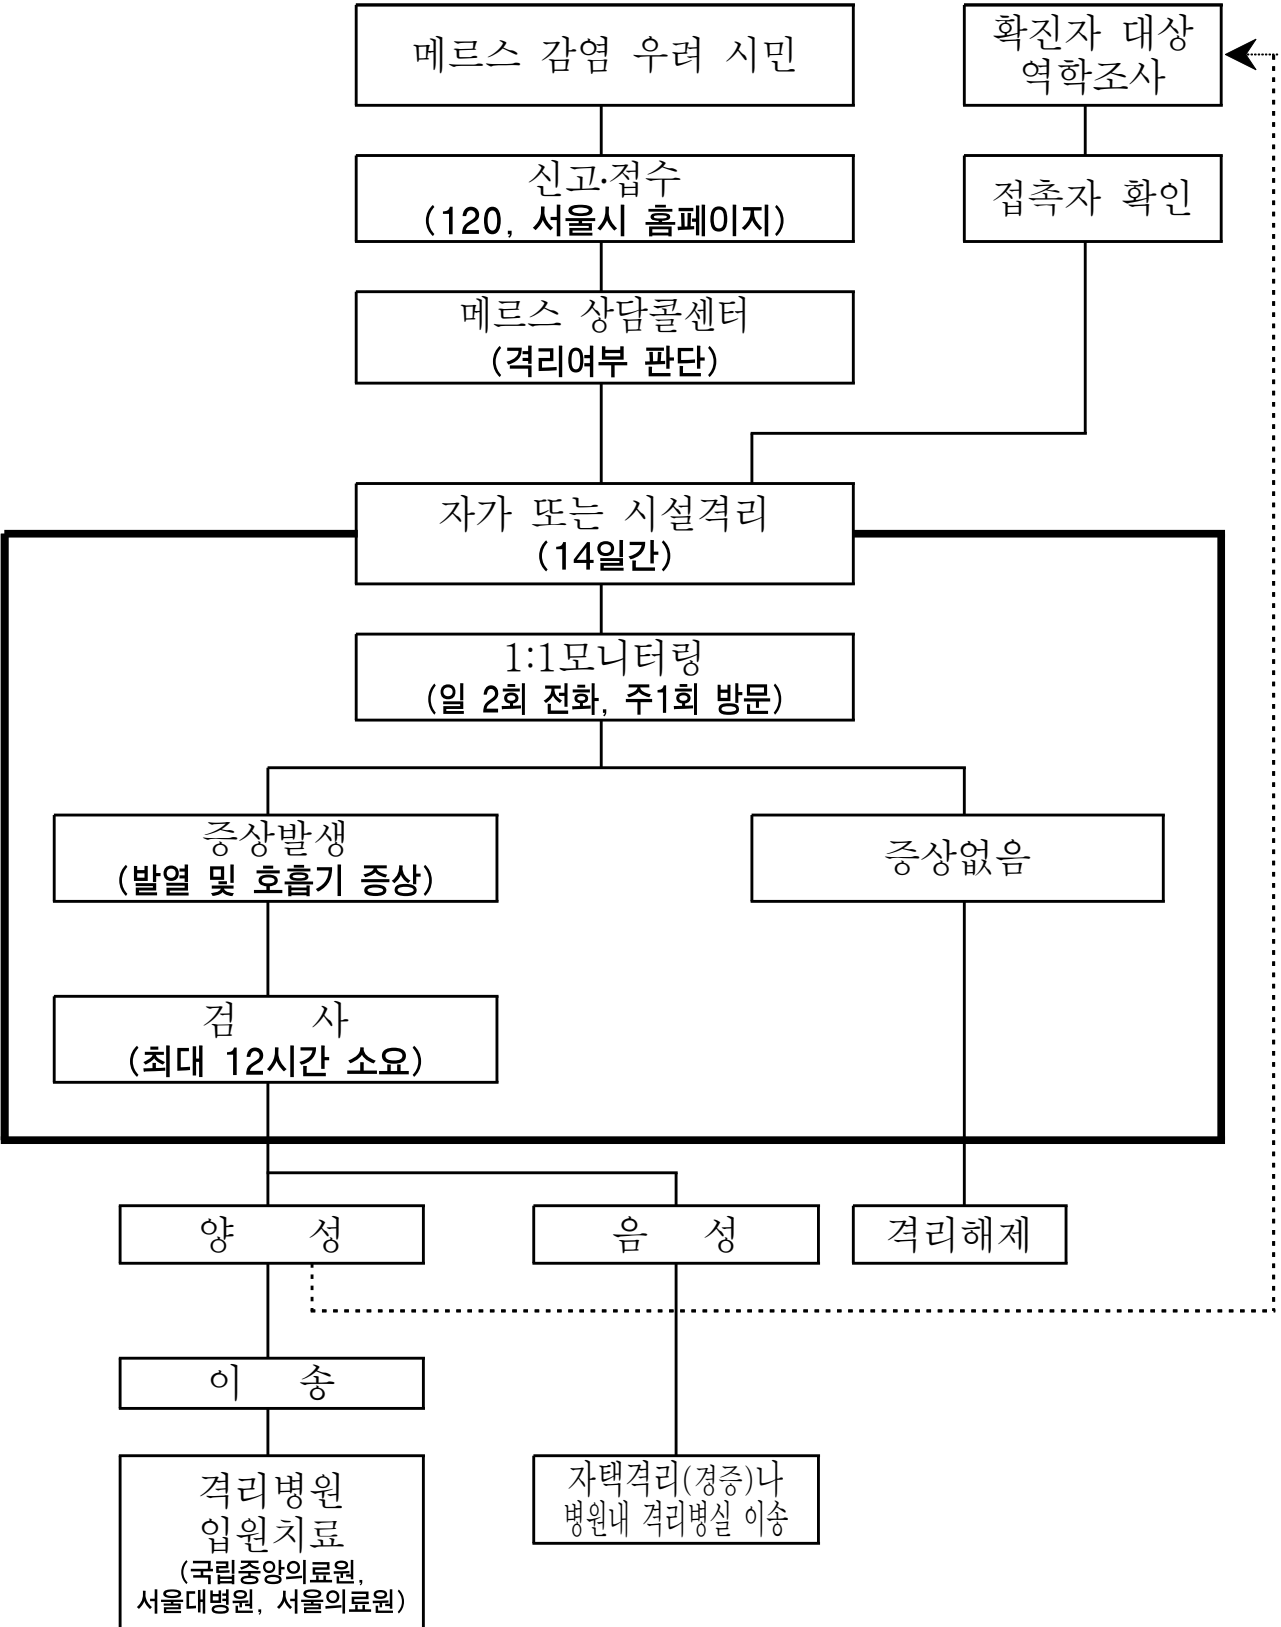 메르스 감염 우려 시민
확진자 대상
역학조사
신고·접수
(120, 서울시 홈페이지)
접촉자 확인
메르스 상담콜센터
(격리여부 판단)
자가 또는 시설격리
(14일간)
1:1모니터링
(일 2회 전화, 주1회 방문)
증상발생
(발열 및 호흡기 증상)
증상없음
검 사
(최대 12시간 소요)
양 성
음 성
격리해제
이 송
격리병원
입원치료
(국립중앙의료원,
서울대병원, 서울의료원)
자택격리(경증)나
병원내 격리병실 이송